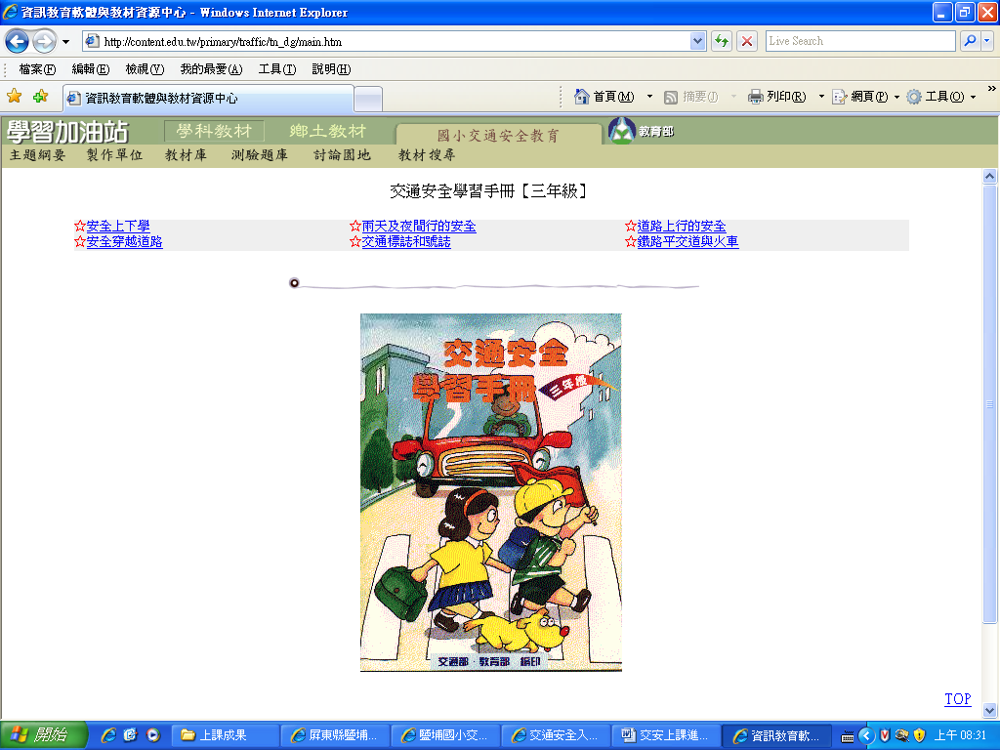 資訊教育軟體與教材資源中心 - Windows Internet Explorer
http://content.edu.tw/primary/traffic/tn_dg/main.htm
Live Search
檔案(F) 編輯(E) 檢視(V) 我的最愛(A) 工具(T) 說明(H)
資訊教育軟體與教材資源中心
首頁(M) 摘要(J) 列印(R) 網頁(P) 工具(O) »
學習加油站 學科教材 鄉土教材 國小交通安全教育 教育部
主題綱要 製作單位 教材庫 測驗題庫 討論園地 教材搜尋
交通安全學習手冊【三年級】
☆安全上下學 ☆雨天及夜間行的安全 ☆道路上行的安全
☆安全穿越道路 ☆交通標誌和號誌 ☆鐵路平交道與火車
交通安全
學習手冊 三年級
交通部‧教育部 編印
TOP
開始 上課成果 屏東縣鹽埔... 鹽埔國小交... 交通安全入... 交安上課進... 資訊教育軟... 上午 08:31